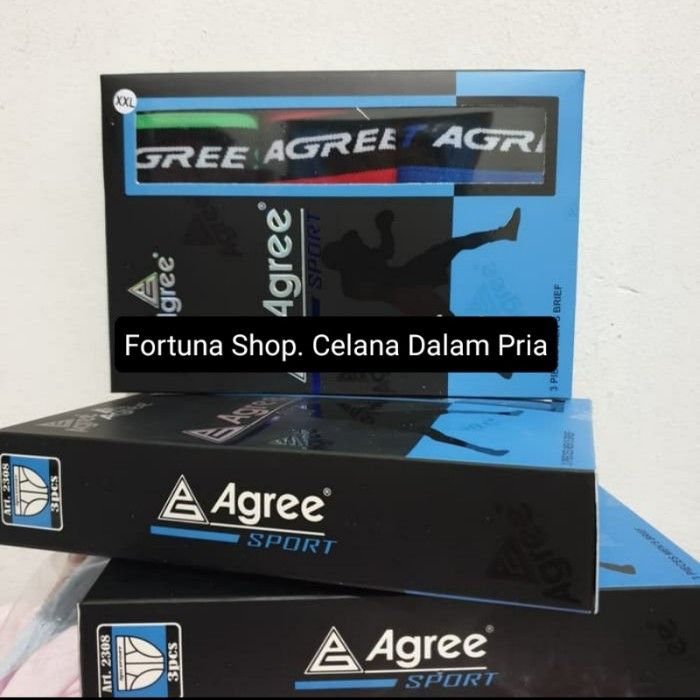 XXL
GREE
AGREE
AGR
Agree®
Agree®
SPORT
Fortuna Shop. Celana Dalam Pria
Agree
Art. 2308
3pcs
Agree®
SPORT
Art. 2308
3pcs
Agree®
SPORT